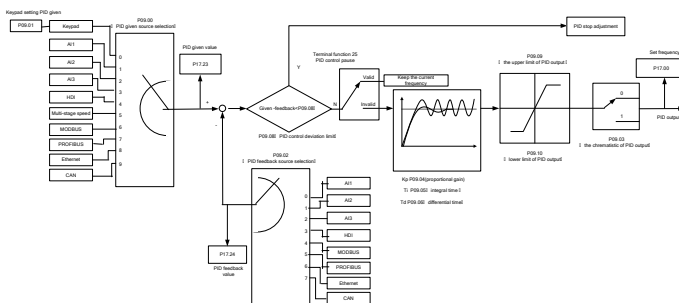 Keypad setting PID given
P09.01
Keypad
AI1
AI2
AI3
HDI
Multi-stage speed
MODBUS
PROFIBUS
Ethernet
CAN
P09.00
[ PID given source selection]
0
1
2
3
4
5
6
7
8
9
PID given value
P17.23
+
-
Given -feedback<P09.08
P09.08[ PID control deviation limit]
Y
N
PID stop adjustment
Terminal function 25
PID control pause
Valid
Invalid
Keep the current
frequency
Kp P09.04(proportional gain)
Ti P09.05[ integral time]
Td P09.06[ differential time]
P09.09
[ the upper limit of PID output]
P09.10
[ lower limit of PID output]
0
1
P09.03
[ the chromatistic of PID output]
Set frequency
P17.00
PID output
P09.02
[ PID feedback source selection]
0
1
2
3
4
5
6
7
AI1
AI2
AI3
HDI
MODBUS
PROFIBUS
Ethernet
CAN
P17.24
PID feedback
value